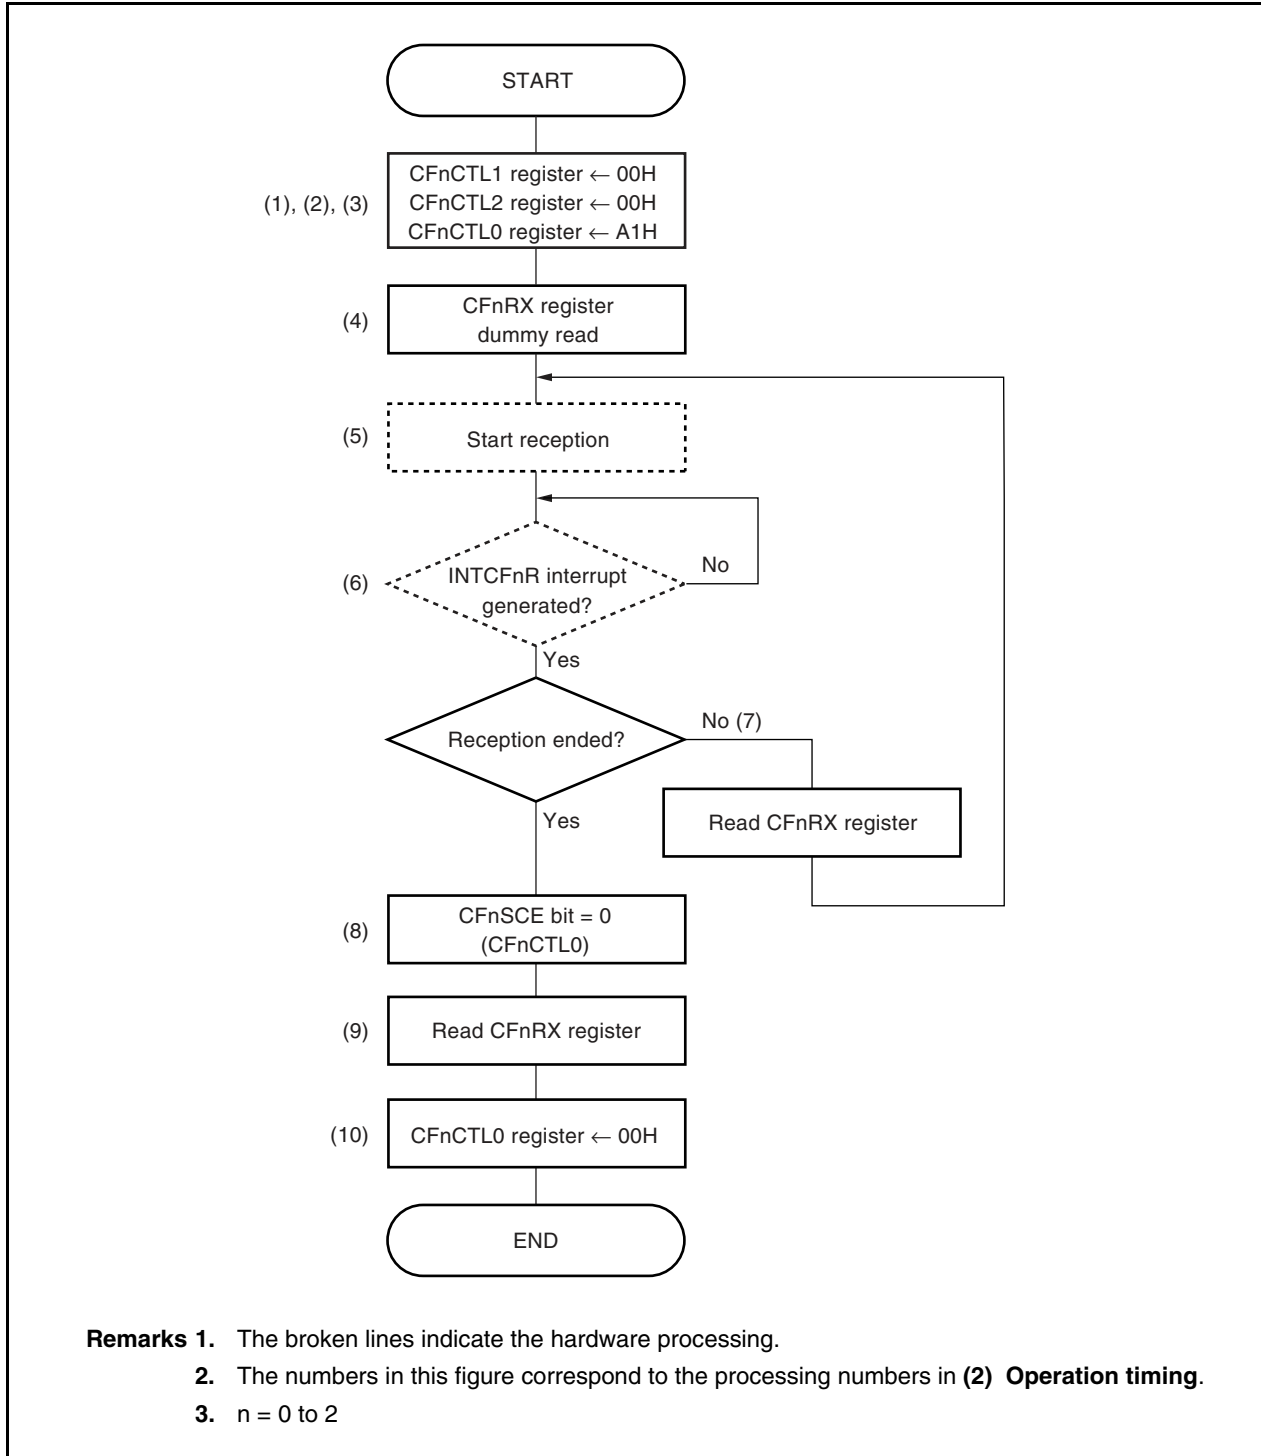 START
CFnCTL1 register ← 00H
(1), (2), (3)
CFnCTL2 register ← 00H
CFnCTL0 register ← A1H
(4)
CFnRX register
dummy read
(5)
Start reception
No
(6)
INTCFnR interrupt
generated?
Yes
No (7)
Reception ended?
Read CFnRX register
Yes
(8)
CFnSCE bit = 0
(CFnCTL0)
(9)
Read CFnRX register
(10)
CFnCTL0 register ← 00H
END
Remarks 1. The broken lines indicate the hardware processing.
2. The numbers in this figure correspond to the processing numbers in (2) Operation timing.
3. n = 0 to 2